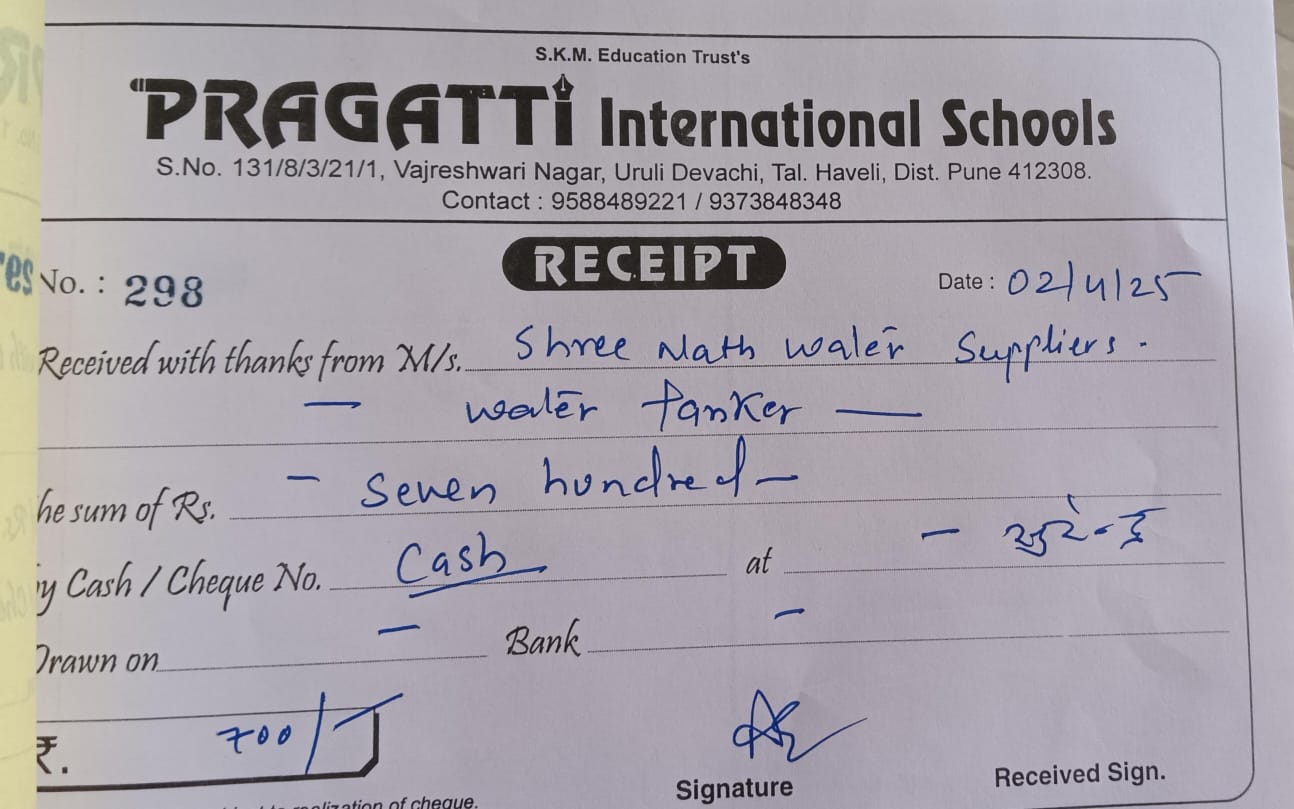 S.K.M. Education Trust's
PRAGATTI International Schools
S.No. 131/8/3/21/1, Vajreshwari Nagar, Uruli Devachi, Tal. Haveli, Dist. Pune 412308.
Contact : 9588489221 / 9373848348
RECEIPT
No. : 298 Date : 02/4/25
Received with thanks from M/s. Shree Nath Water Suppliers.
— water tanker —
he sum of Rs. – Seven hundred –
y Cash / Cheque No. Cash at –
Drawn on – Bank –
₹. 700/-
Signature Received Sign.
realization of cheque.